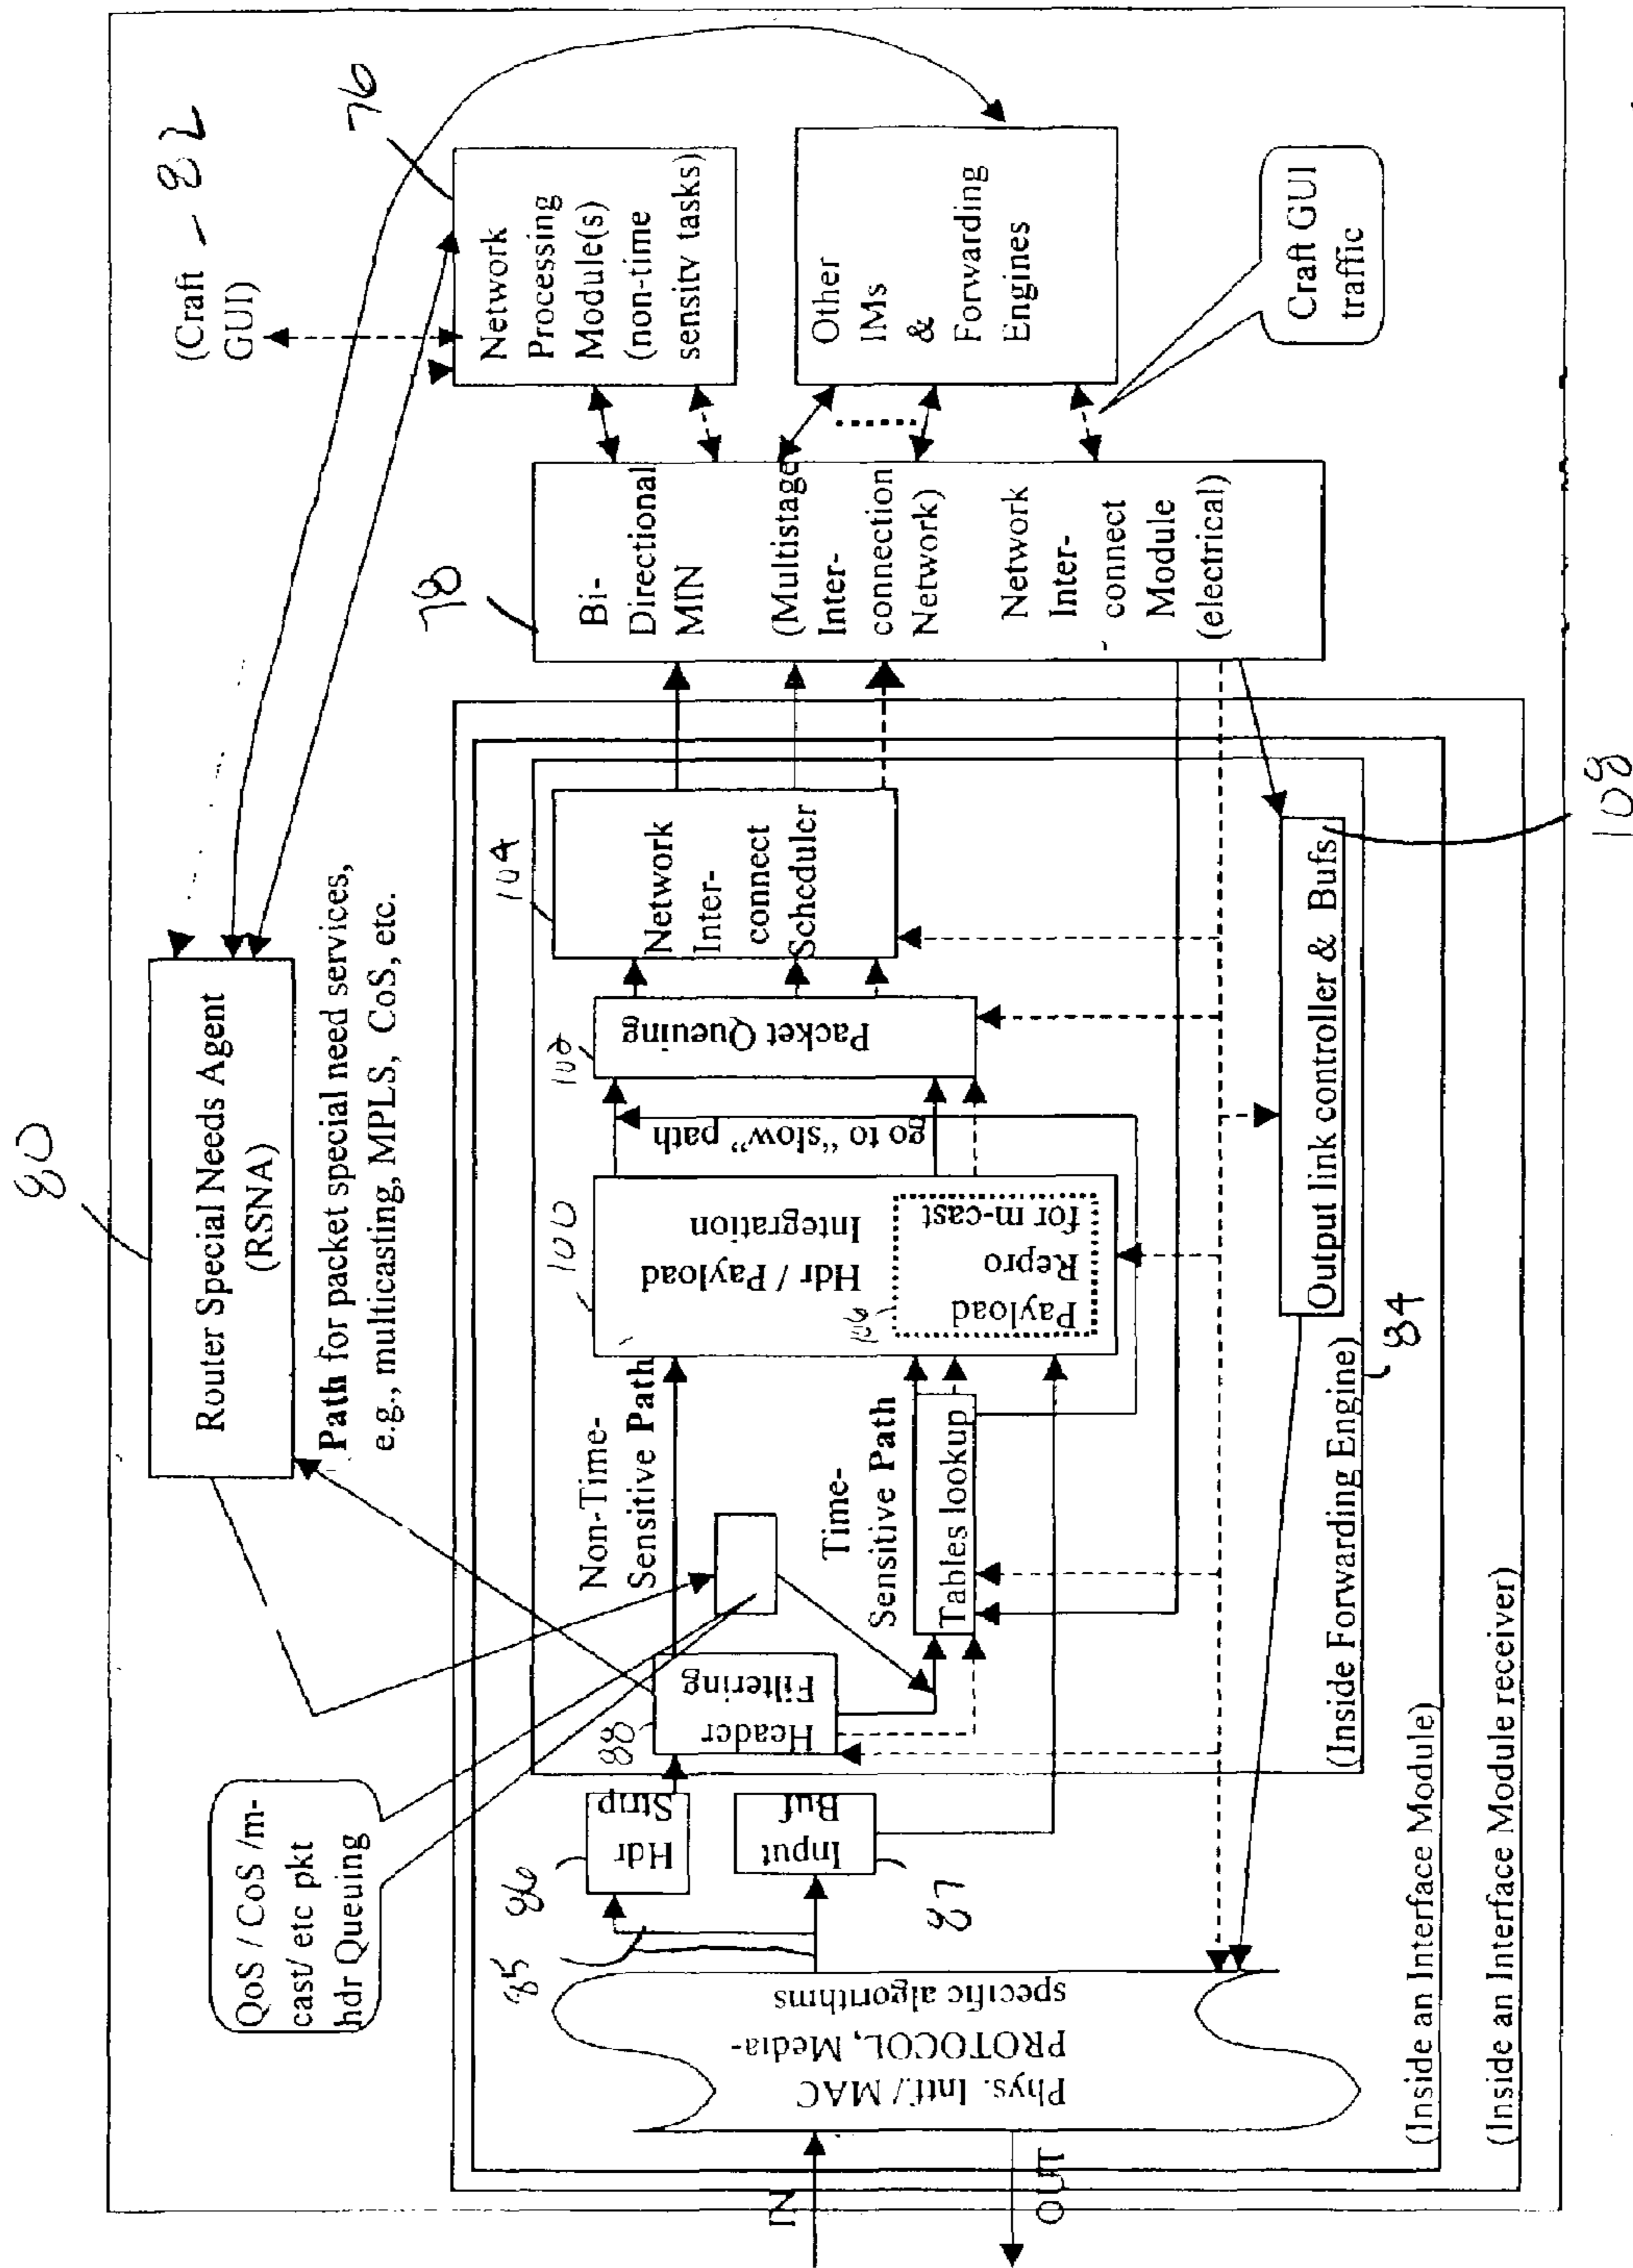 80
Router Special Needs Agent
(RSNA)
Path for packet special need services,
e.g., multicasting, MPLS, CoS, etc.
(Craft - 82
GUI)
76
Network
Processing
Module(s)
(non-time
sensity tasks)
Other
IMs
&
Forwarding
Engines
Craft GUI
traffic
78
Bi-
Directional
MIN
(Multistage
Inter-
connection
Network)
Network
Inter-
connect
Module
(electrical)
QoS / CoS /m-
cast/ etc pkt
hdr Queuing
104
Network
Inter-
connect
Scheduler
102
Packet Queuing
go to "slow" path
100
Hdr / Payload
Integration
106
Payload
Repro
for m-cast
Non-Time-
Sensitive Path
Time-
Sensitive Path
Tables lookup
88
Header
Filtering
86
Hdr
Strip
85
Input
Buf
87
Phys. Intf./ MAC
PROTOCOL, Media-
specific algorithms
IN
OUT
Output link controller & Bufs
108
(Inside Forwarding Engine)
84
(Inside an Interface Module)
(Inside an Interface Module receiver)